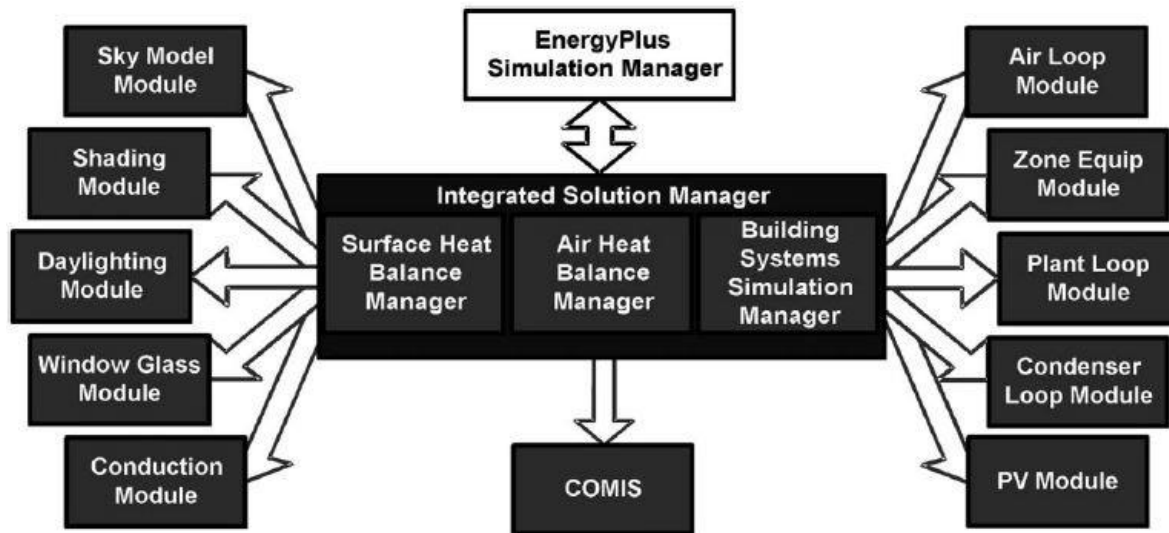 EnergyPlus
Simulation Manager
Sky Model
Module
Shading
Module
Daylighting
Module
Window Glass
Module
Conduction
Module
Integrated Solution Manager
Surface Heat
Balance
Manager
Air Heat
Balance
Manager
Building
Systems
Simulation
Manager
COMIS
Air Loop
Module
Zone Equip
Module
Plant Loop
Module
Condenser
Loop Module
PV Module